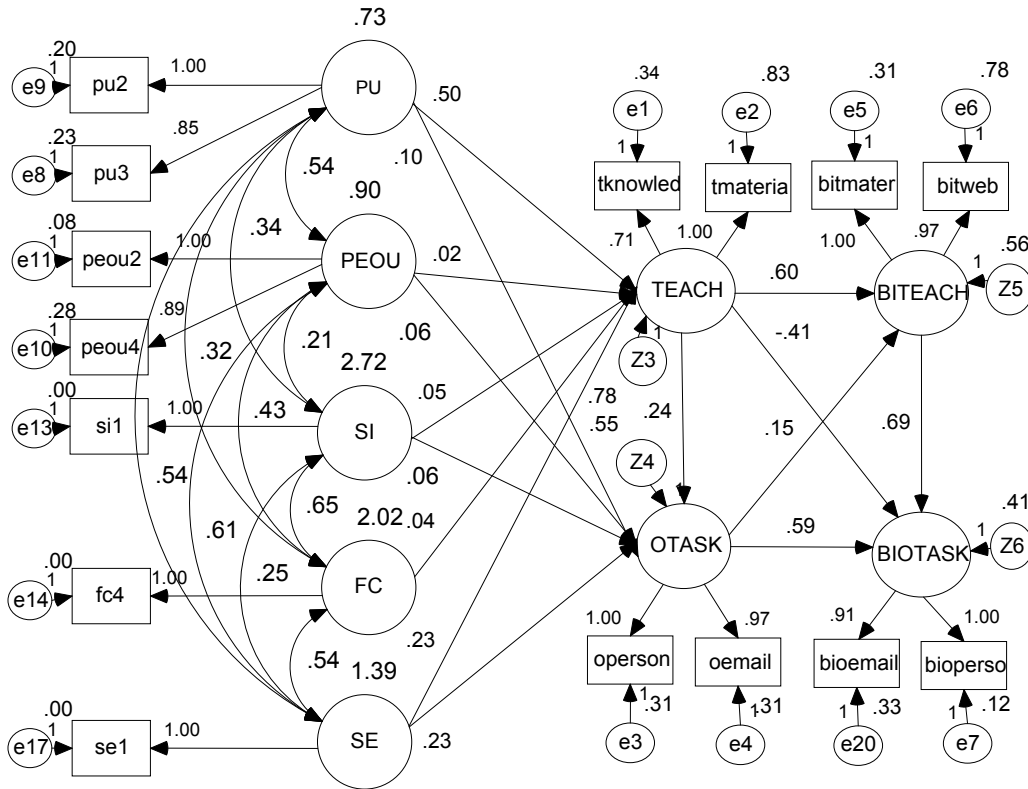 .73
.20
1
e9
pu2
1.00
PU
.50
.23
1
e8
pu3
.85
.10
.54
.90
.34
.08
1
e11
peou2
1.00
PEOU
.02
.28
1
e10
peou4
.89
.32
.21
.06
2.72
.00
1
e13
si1
1.00
.43
SI
.05
.54
.61
.65
.06
2.02
.04
.00
1
e14
fc4
1.00
.25
FC
.54
1.39
.23
.00
1
e17
se1
1.00
SE
.23
.34
e1
1
tknowled
.83
e2
1
tmateria
.31
e5
1
bitmater
.78
e6
1
bitweb
.71
1.00
1.00
.97
.56
TEACH
.60
BITEACH
1
Z5
1
Z3
-.41
.78
.55
.24
.15
.69
Z4
1
OTASK
.59
BIOTASK
.41
1
Z6
1.00
.97
.91
1.00
operson
oemail
bioemail
bioperso
1
.31
1
.31
1
.33
1
.12
e3
e4
e20
e7